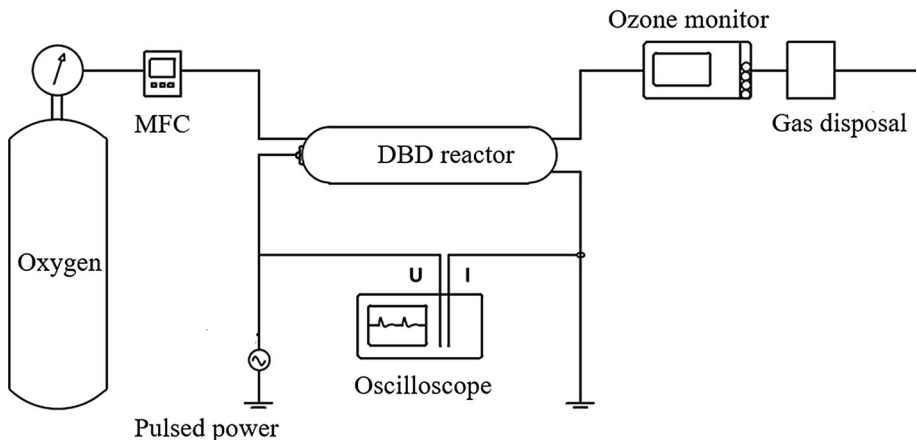 Ozone monitor
MFC
Gas disposal
DBD reactor
Oxygen
U I
Oscilloscope
Pulsed power